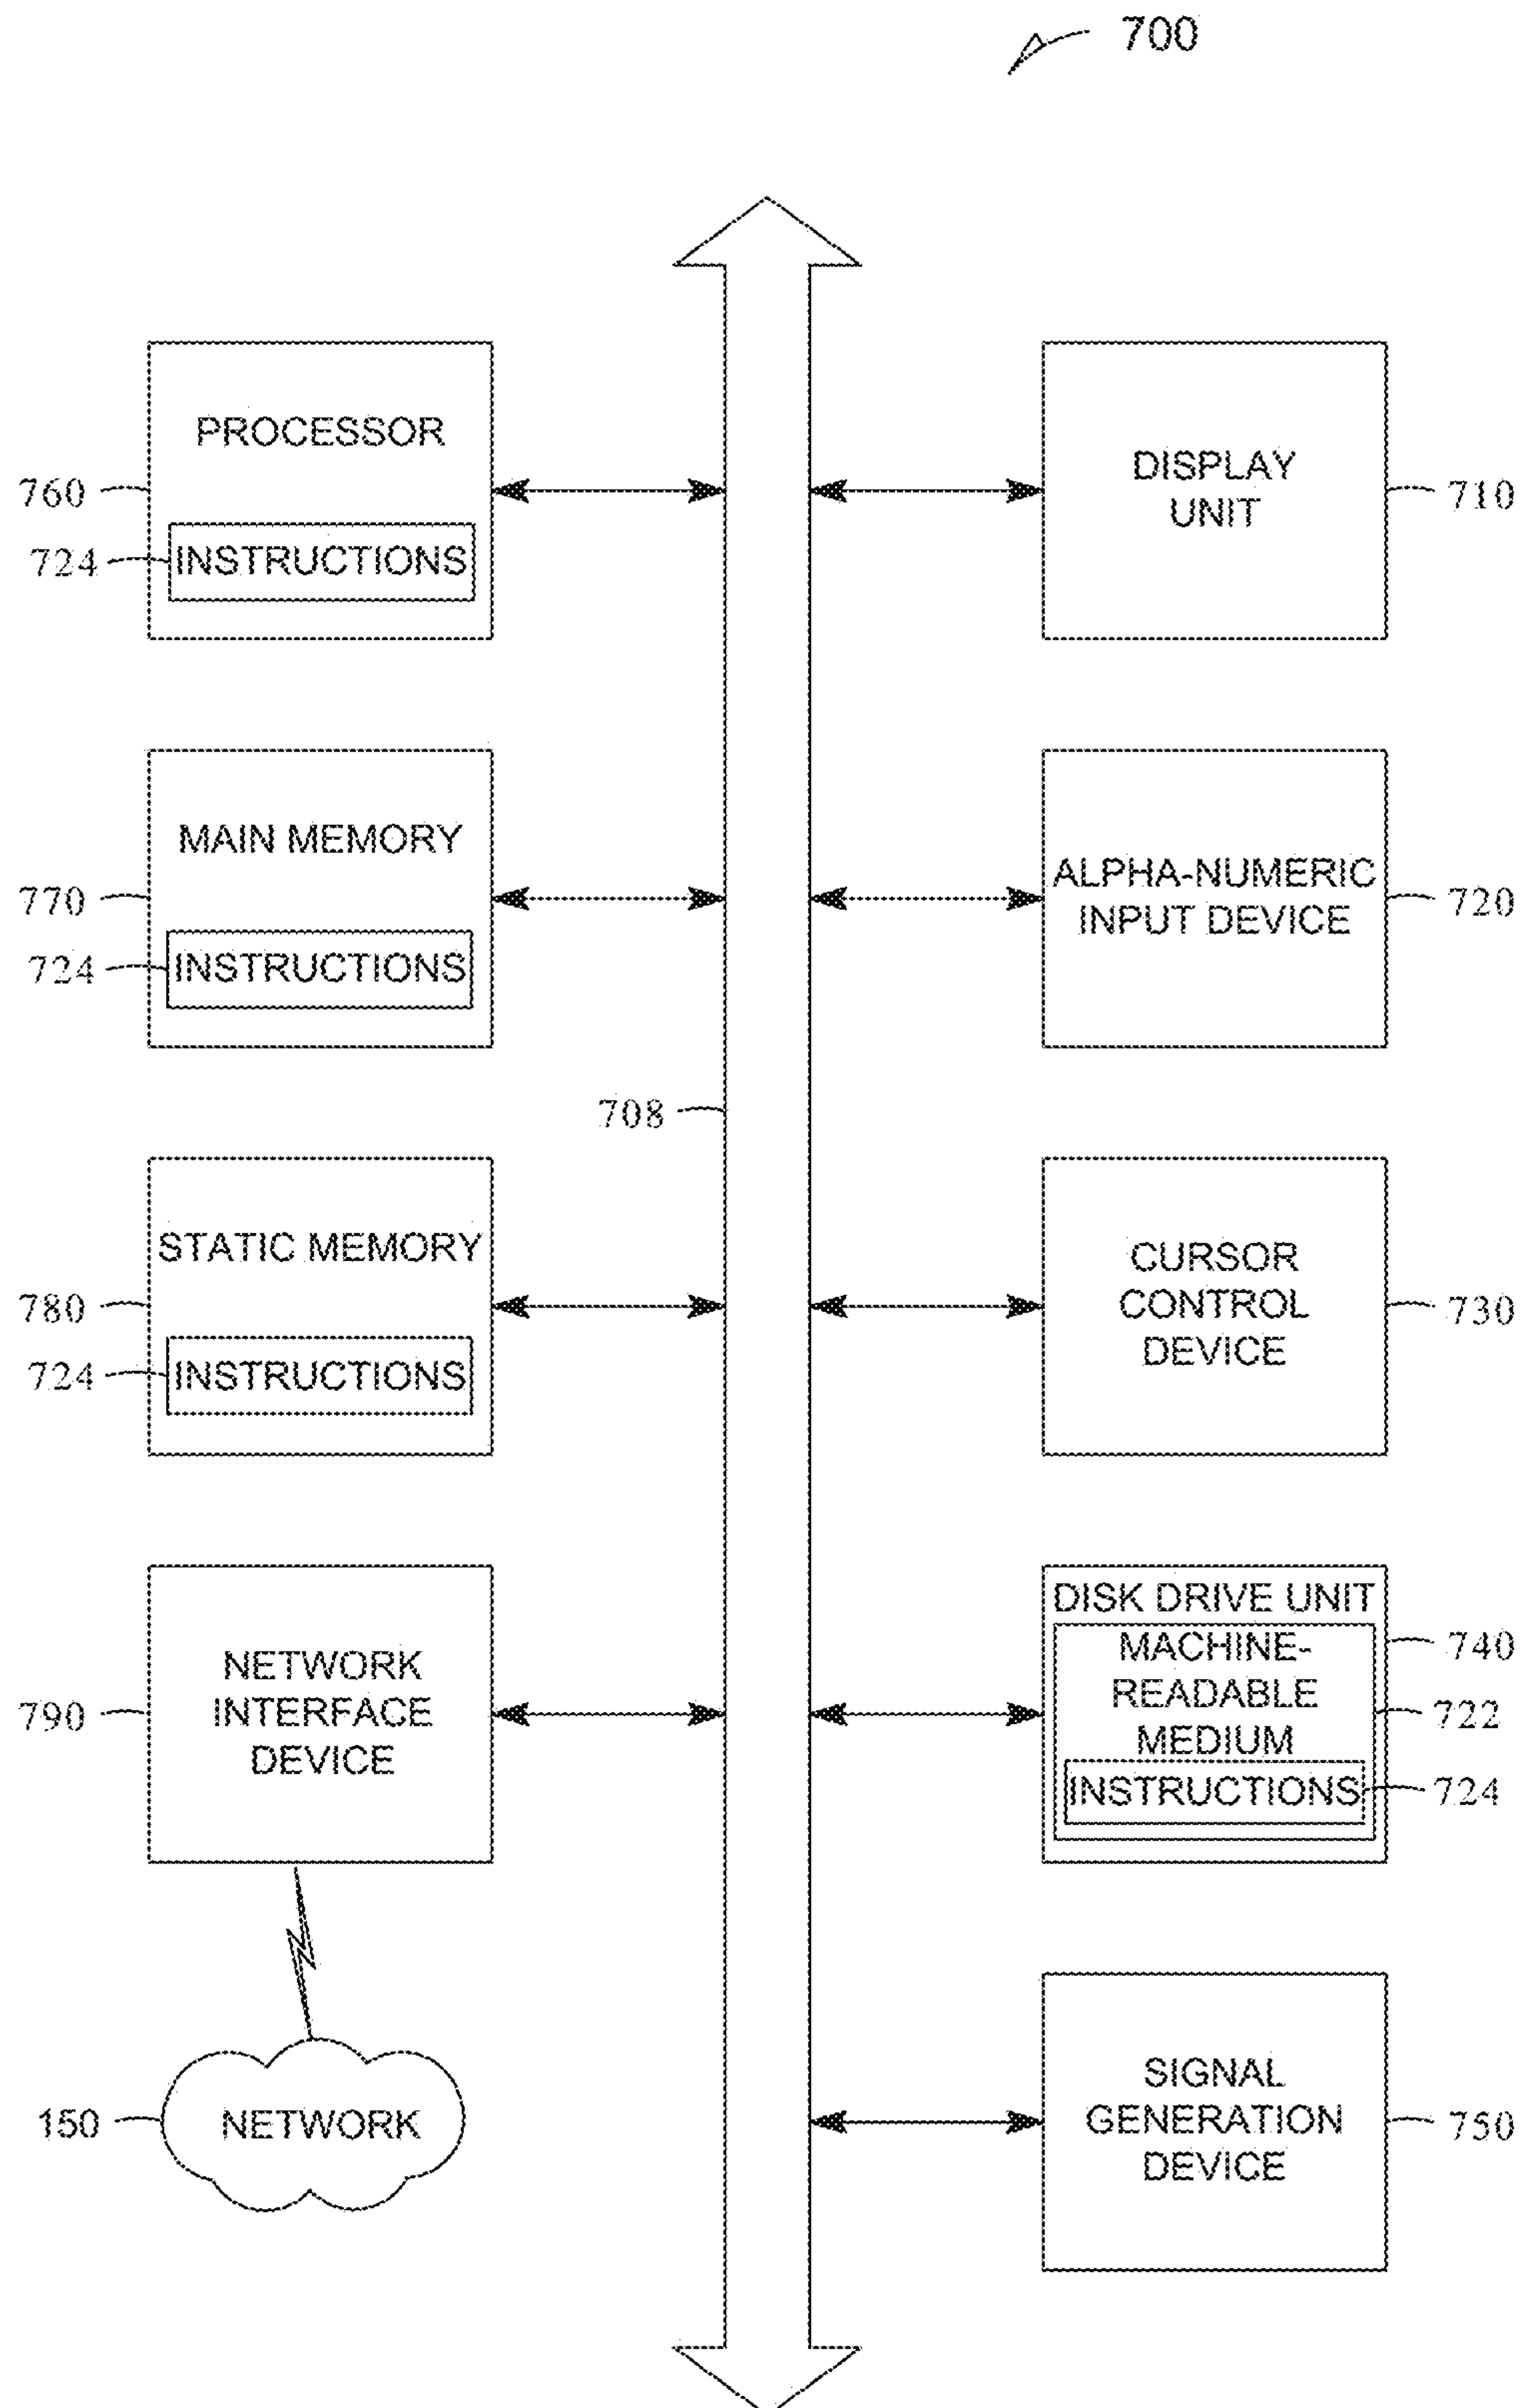 700
PROCESSOR
760
724
INSTRUCTIONS
DISPLAY
UNIT
710
MAIN MEMORY
770
724
INSTRUCTIONS
ALPHA-NUMERIC
INPUT DEVICE
720
708
STATIC MEMORY
780
724
INSTRUCTIONS
CURSOR
CONTROL
DEVICE
730
NETWORK
INTERFACE
DEVICE
790
DISK DRIVE UNIT
740
MACHINE-
READABLE
MEDIUM
722
INSTRUCTIONS
724
150
NETWORK
SIGNAL
GENERATION
DEVICE
750